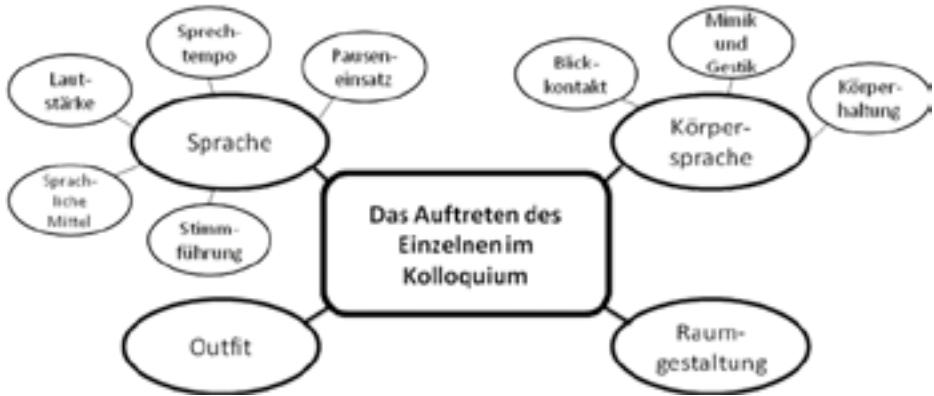 Sprech-
tempo
Pausen-
einsatz
Laut-
stärke
Sprache
Sprach-
liche
Mittel
Stimm-
führung
Mimik
und
Gestik
Blick-
kontakt
Körper-
haltung
Körper-
sprache
Das Auftreten des
Einzelnen im
Kolloquium
Outfit
Raum-
gestaltung